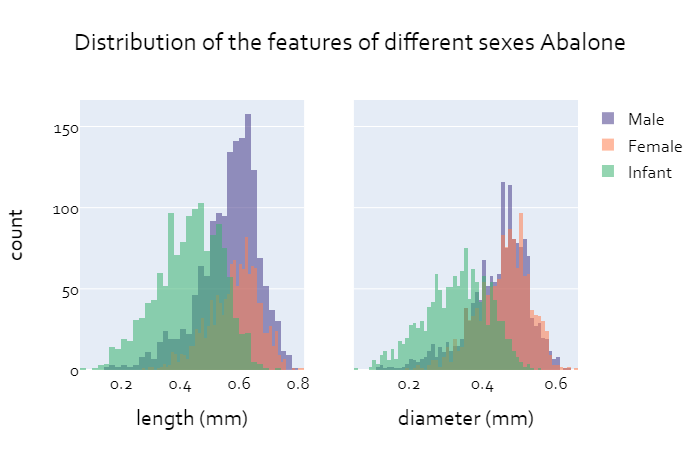 Distribution of the features of different sexes Abalone
count
150
100
50
0
0.2 0.4 0.6 0.8
length (mm)
0.2 0.4 0.6
diameter (mm)
Male
Female
Infant